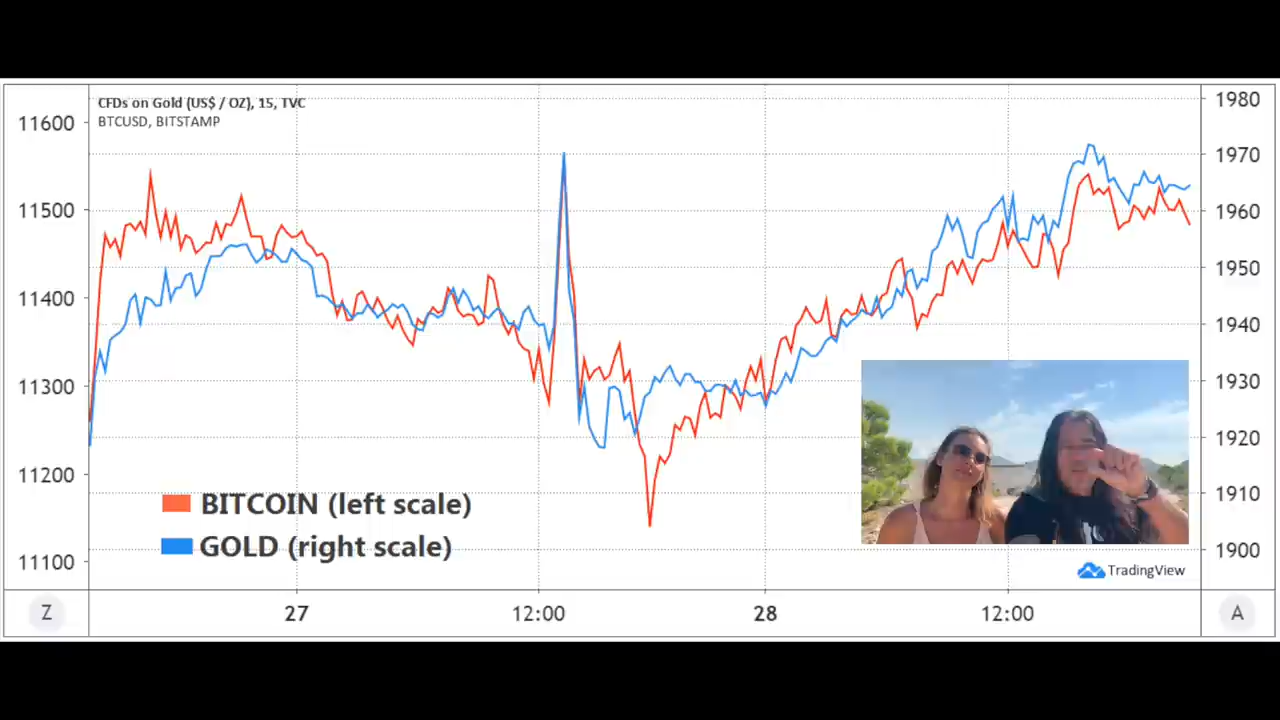 CFDs on Gold (US$ / OZ), 15, TVC
BTCUSD, BITSTAMP
11600
11500
11400
11300
11200
11100
1980
1970
1960
1950
1940
1930
1920
1910
1900
BITCOIN (left scale)
GOLD (right scale)
TradingView
Z
27
12:00
28
12:00
A